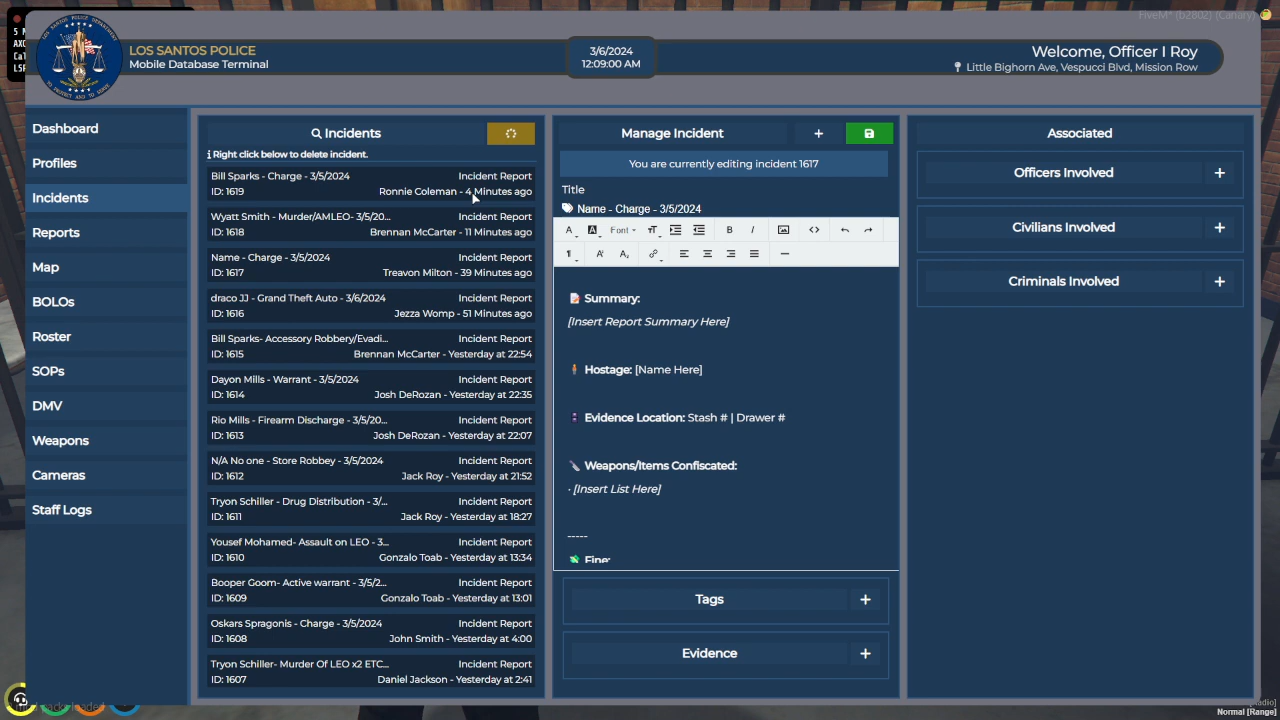 FiveM* (b2802) (Canary)
LOS SANTOS POLICE
Mobile Database Terminal
3/6/2024
12:09:00 AM
Welcome, Officer I Roy
Little Bighorn Ave, Vespucci Blvd, Mission Row
Dashboard
Profiles
Incidents
Reports
Map
BOLOs
Roster
SOPs
DMV
Weapons
Cameras
Staff Logs
Incidents
Right click below to delete incident.
Bill Sparks - Charge - 3/5/2024 Incident Report
ID: 1619 Ronnie Coleman - 4 Minutes ago
Wyatt Smith - Murder/AMLEO- 3/5/20... Incident Report
ID: 1618 Brennan McCarter - 11 Minutes ago
Name - Charge - 3/5/2024 Incident Report
ID: 1617 Treavon Milton - 39 Minutes ago
draco JJ - Grand Theft Auto - 3/6/2024 Incident Report
ID: 1616 Jezza Womp - 51 Minutes ago
Bill Sparks- Accessory Robbery/Evadi... Incident Report
ID: 1615 Brennan McCarter - Yesterday at 22:54
Dayon Mills - Warrant - 3/5/2024 Incident Report
ID: 1614 Josh DeRozan - Yesterday at 22:35
Rio Mills - Firearm Discharge - 3/5/20... Incident Report
ID: 1613 Josh DeRozan - Yesterday at 22:07
N/A No one - Store Robbey - 3/5/2024 Incident Report
ID: 1612 Jack Roy - Yesterday at 21:52
Tryon Schiller - Drug Distribution - 3/... Incident Report
ID: 1611 Jack Roy - Yesterday at 18:27
Yousef Mohamed- Assault on LEO - 3... Incident Report
ID: 1610 Gonzalo Toab - Yesterday at 13:34
Booper Goom- Active warrant - 3/5/2... Incident Report
ID: 1609 Gonzalo Toab - Yesterday at 13:01
Oskars Spragonis - Charge - 3/5/2024 Incident Report
ID: 1608 John Smith - Yesterday at 4:00
Tryon Schiller- Murder Of LEO x2 ETC... Incident Report
ID: 1607 Daniel Jackson - Yesterday at 2:41
Manage Incident
You are currently editing incident 1617
Title
Name - Charge - 3/5/2024
Font
Summary:
[Insert Report Summary Here]
Hostage: [Name Here]
Evidence Location: Stash # | Drawer #
Weapons/Items Confiscated:
· [Insert List Here]
-----
Fine:
Tags
Evidence
Associated
Officers Involved
Civilians Involved
Criminals Involved
[Radio]
Normal [Range]